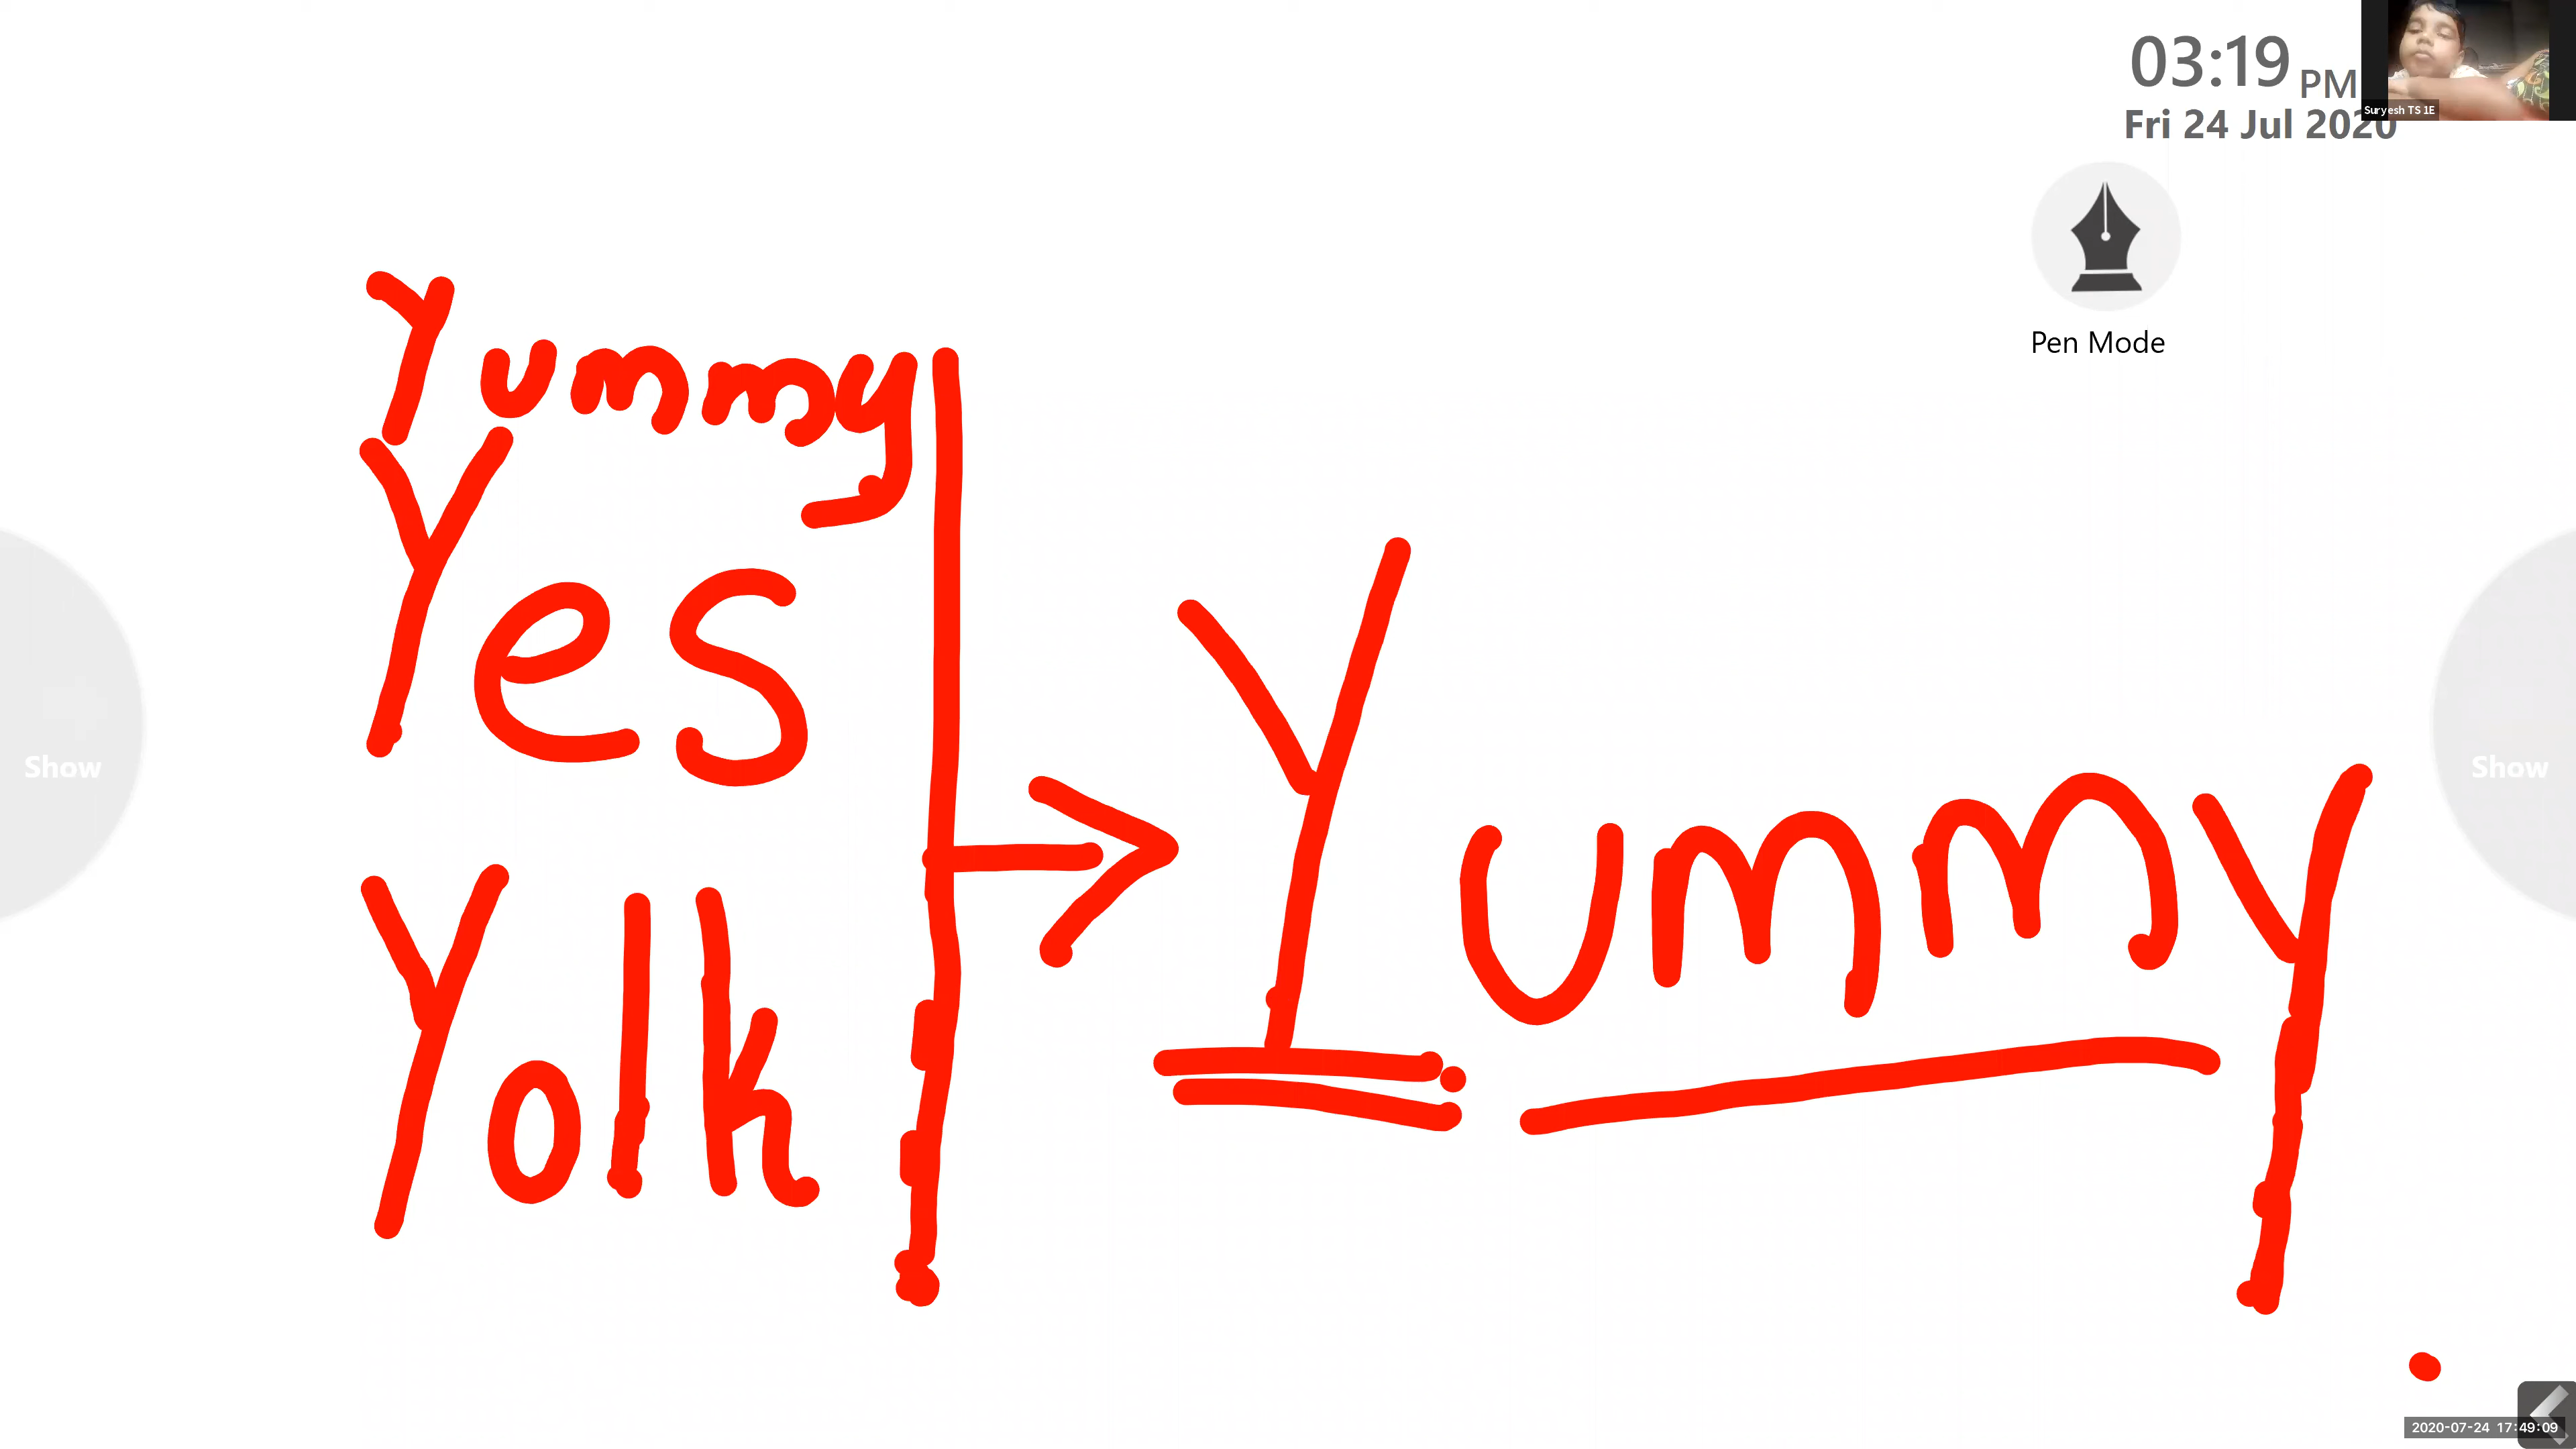 03:19 PM
Suryesh TS 1E
Fri 24 Jul 2020
Pen Mode
Yummy
Yes
Yolk
Yummy
Show
Show
2020-07-24 17:49:09